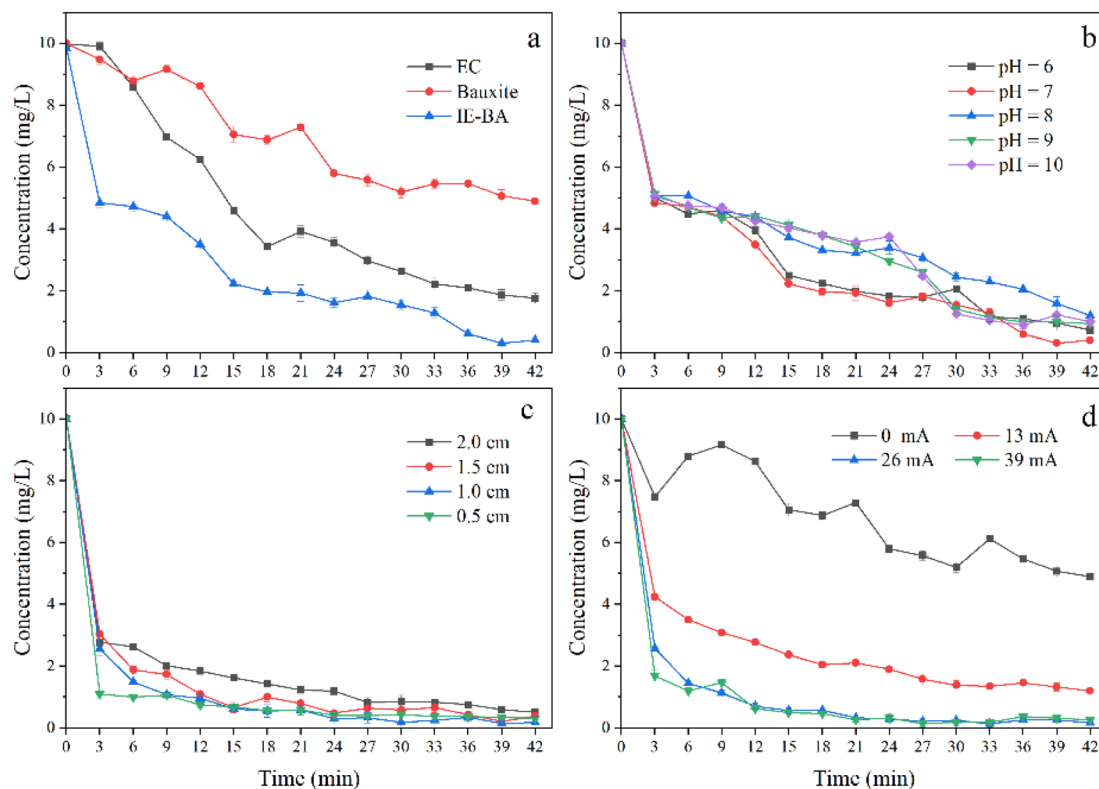 a
EC
Bauxite
IE-BA
Concentration (mg/L)
10
8
6
4
2
0
0 3 6 9 12 15 18 21 24 27 30 33 36 39 42
b
pH = 6
pH = 7
pH = 8
pH = 9
pH = 10
Concentration (mg/L)
10
8
6
4
2
0
0 3 6 9 12 15 18 21 24 27 30 33 36 39 42
c
2.0 cm
1.5 cm
1.0 cm
0.5 cm
Concentration (mg/L)
10
8
6
4
2
0
0 3 6 9 12 15 18 21 24 27 30 33 36 39 42
Time (min)
d
0 mA 13 mA
26 mA 39 mA
Concentration (mg/L)
10
8
6
4
2
0
0 3 6 9 12 15 18 21 24 27 30 33 36 39 42
Time (min)